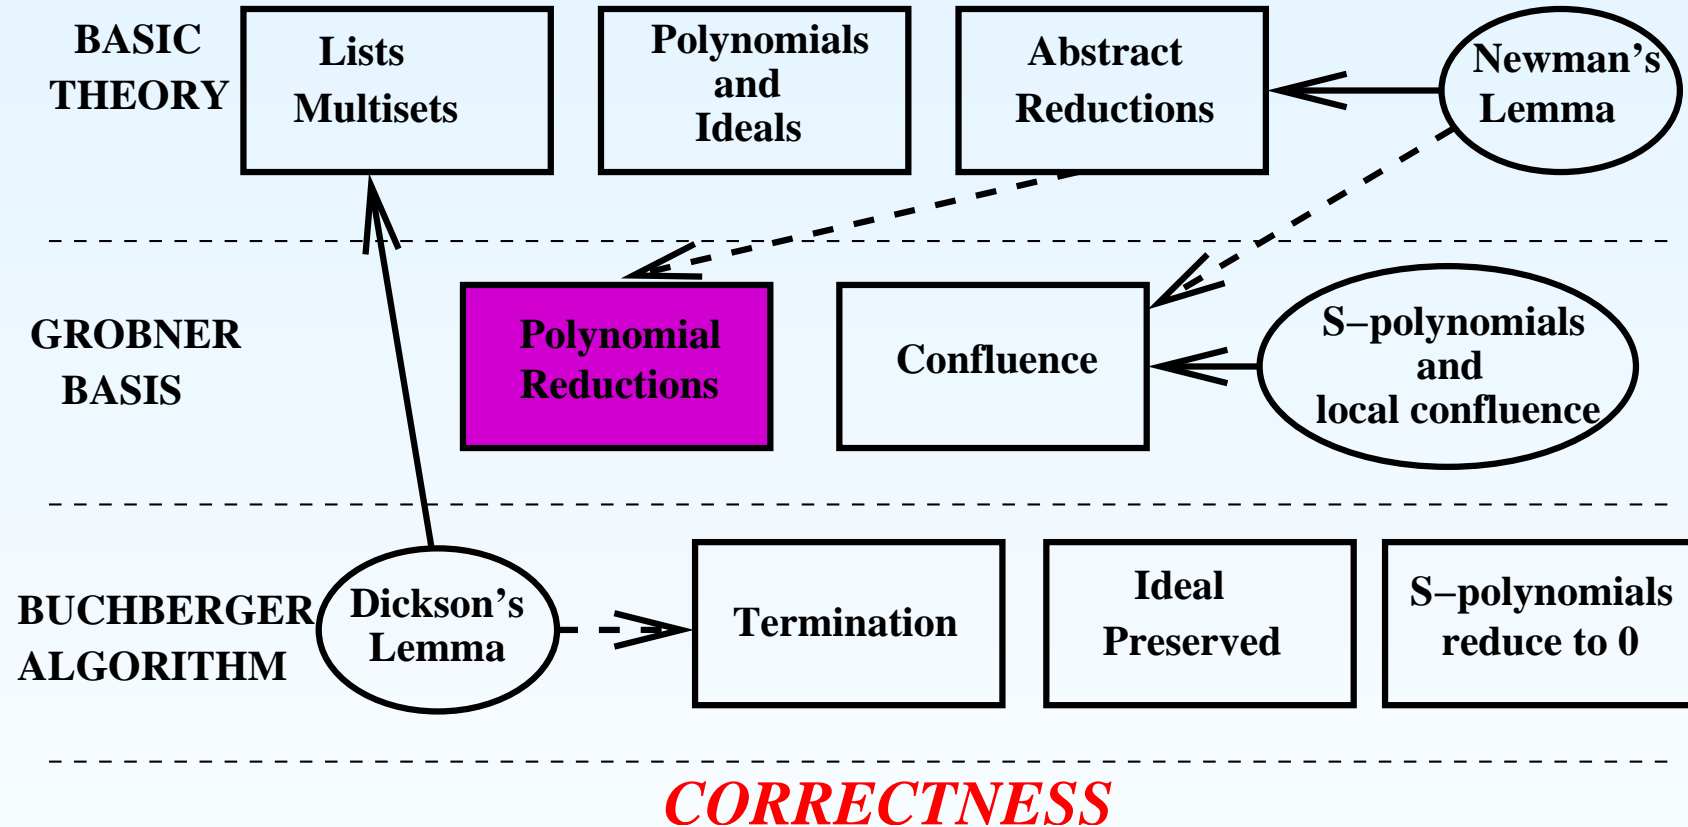 BASIC
THEORY
Lists
Multisets
Polynomials
and
Ideals
Abstract
Reductions
Newman's
Lemma
GROBNER
BASIS
Polynomial
Reductions
Confluence
S−polynomials
and
local confluence
BUCHBERGER
ALGORITHM
Dickson's
Lemma
Termination
Ideal
Preserved
S−polynomials
reduce to 0
CORRECTNESS